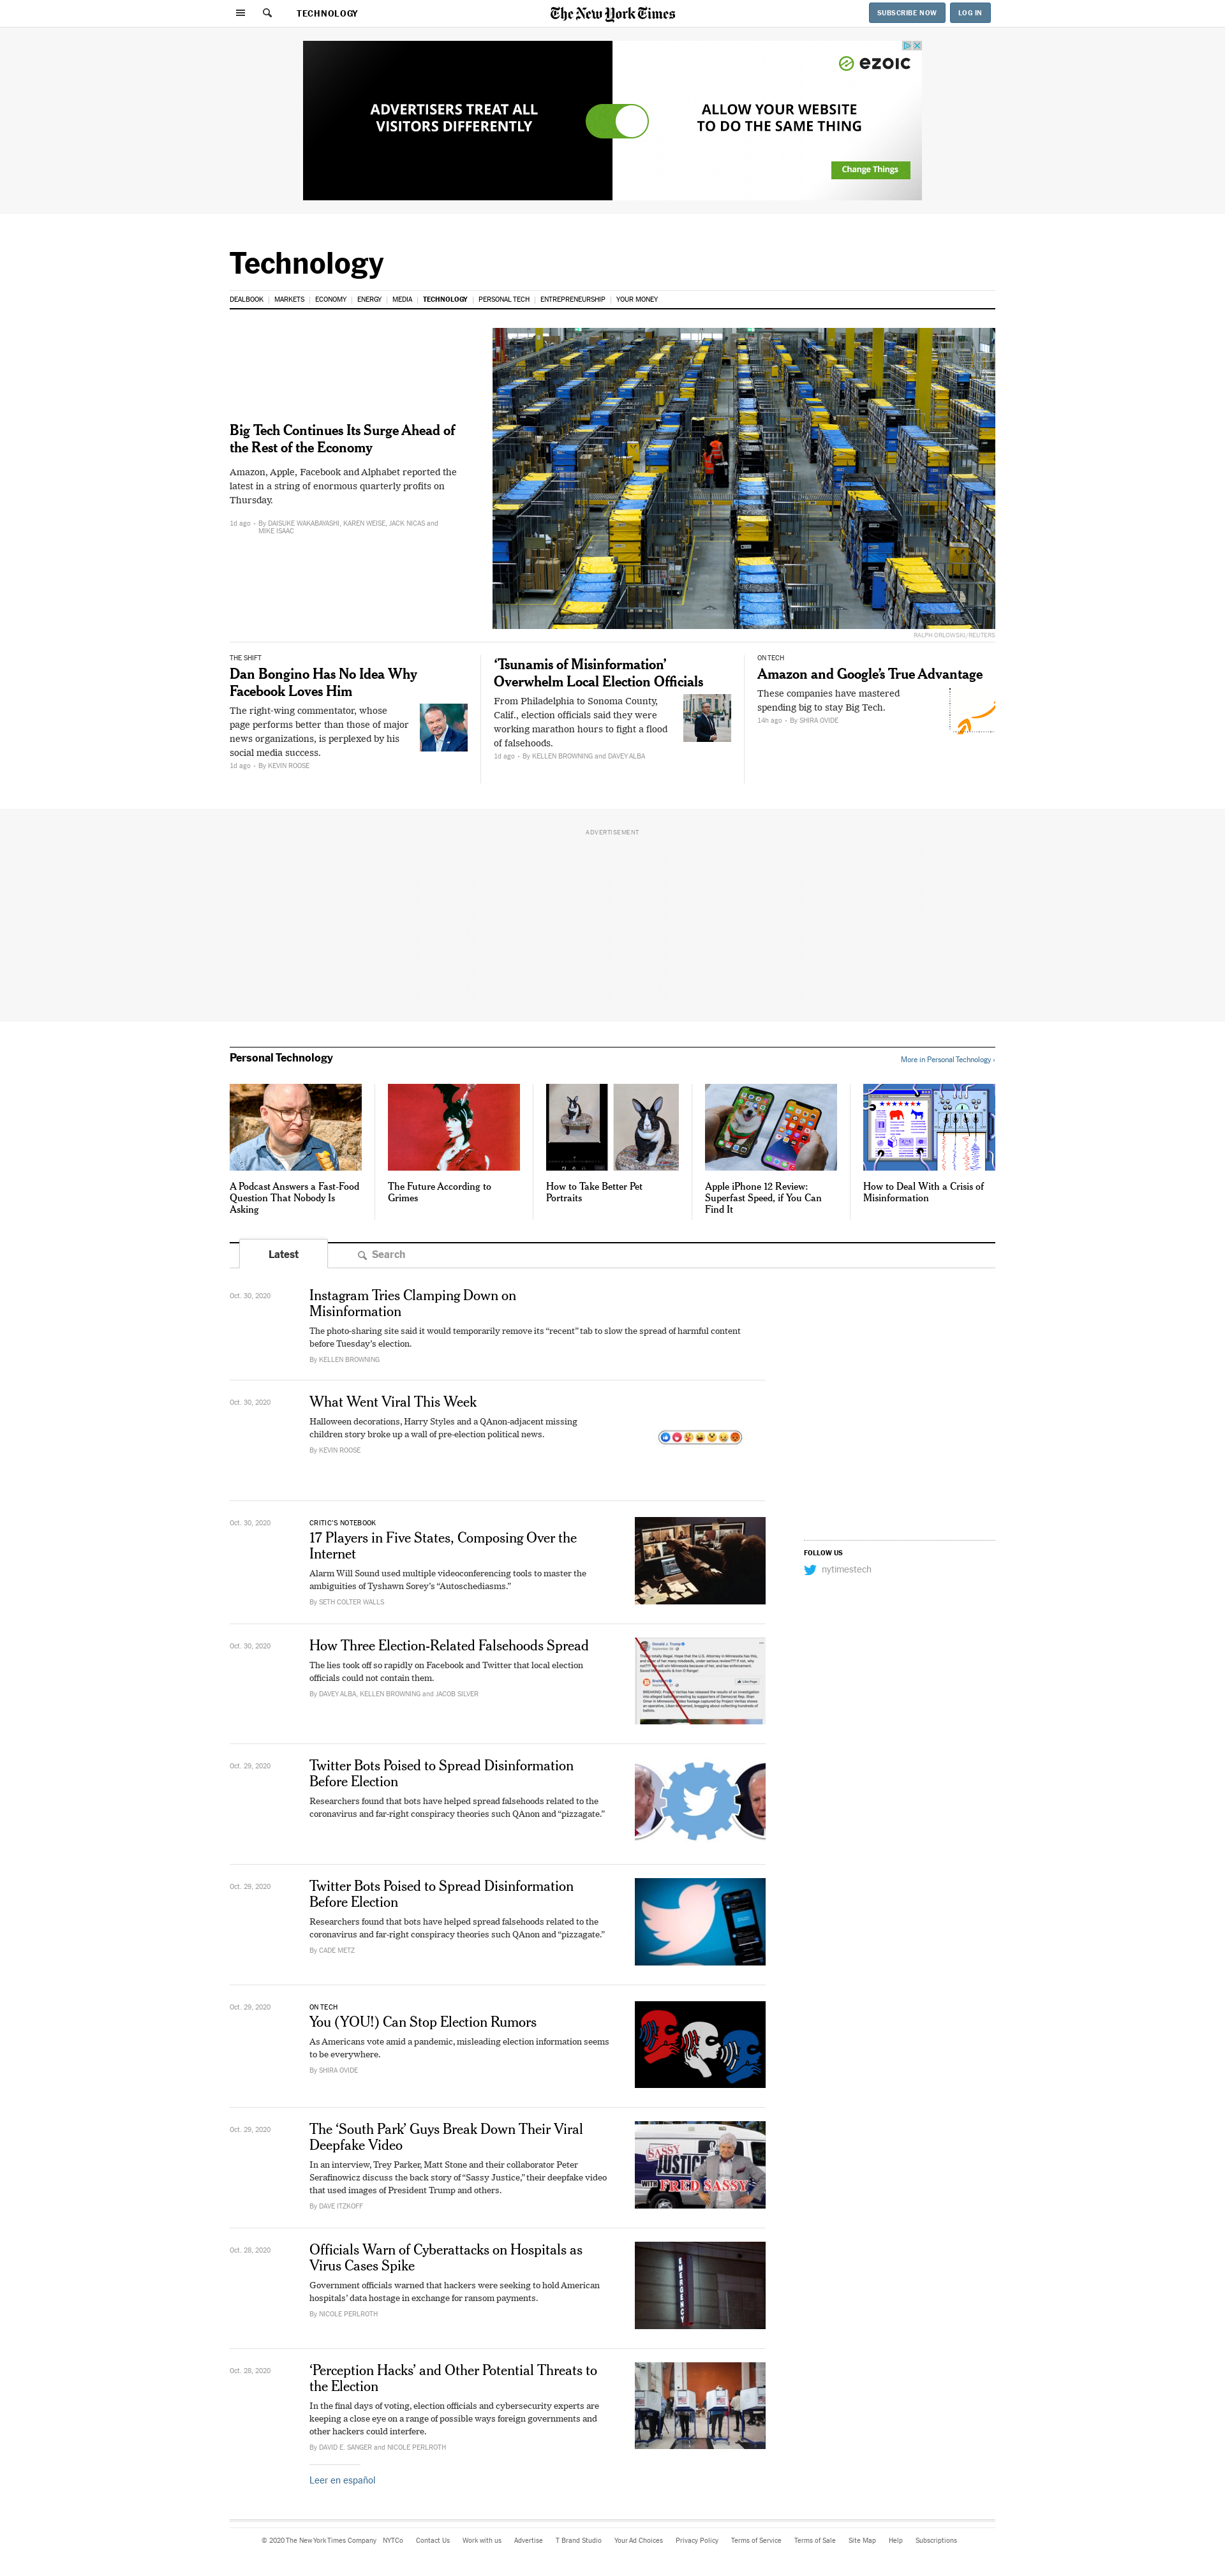 TECHNOLOGY
The New York Times
SUBSCRIBE NOW
LOG IN
ezoic
ADVERTISERS TREAT ALL
VISITORS DIFFERENTLY
ALLOW YOUR WEBSITE
TO DO THE SAME THING
Change Things
Technology
DEALBOOK | MARKETS | ECONOMY | ENERGY | MEDIA | TECHNOLOGY | PERSONAL TECH | ENTREPRENEURSHIP | YOUR MONEY
Big Tech Continues Its Surge Ahead of
the Rest of the Economy
Amazon, Apple, Facebook and Alphabet reported the
latest in a string of enormous quarterly profits on
Thursday.
1d ago • By DAISUKE WAKABAYASHI, KAREN WEISE, JACK NICAS and
MIKE ISAAC
RALPH ORLOWSKI/REUTERS
THE SHIFT
Dan Bongino Has No Idea Why
Facebook Loves Him
The right-wing commentator, whose
page performs better than those of major
news organizations, is perplexed by his
social media success.
1d ago • By KEVIN ROOSE
‘Tsunamis of Misinformation’
Overwhelm Local Election Officials
From Philadelphia to Sonoma County,
Calif., election officials said they were
working marathon hours to fight a flood
of falsehoods.
1d ago • By KELLEN BROWNING and DAVEY ALBA
ON TECH
Amazon and Google’s True Advantage
These companies have mastered
spending big to stay Big Tech.
14h ago • By SHIRA OVIDE
ADVERTISEMENT
Personal Technology
More in Personal Technology ›
A Podcast Answers a Fast-Food
Question That Nobody Is
Asking
The Future According to
Grimes
How to Take Better Pet
Portraits
Apple iPhone 12 Review:
Superfast Speed, if You Can
Find It
How to Deal With a Crisis of
Misinformation
Latest
Search
Oct. 30, 2020
Instagram Tries Clamping Down on
Misinformation
The photo-sharing site said it would temporarily remove its “recent” tab to slow the spread of harmful content
before Tuesday’s election.
By KELLEN BROWNING
Oct. 30, 2020
What Went Viral This Week
Halloween decorations, Harry Styles and a QAnon-adjacent missing
children story broke up a wall of pre-election political news.
By KEVIN ROOSE
Oct. 30, 2020
CRITIC’S NOTEBOOK
17 Players in Five States, Composing Over the
Internet
Alarm Will Sound used multiple videoconferencing tools to master the
ambiguities of Tyshawn Sorey’s “Autoschediasms.”
By SETH COLTER WALLS
FOLLOW US
nytimestech
Oct. 30, 2020
How Three Election-Related Falsehoods Spread
The lies took off so rapidly on Facebook and Twitter that local election
officials could not contain them.
By DAVEY ALBA, KELLEN BROWNING and JACOB SILVER
Donald J. Trump
Oct. 29, 2020
Twitter Bots Poised to Spread Disinformation
Before Election
Researchers found that bots have helped spread falsehoods related to the
coronavirus and far-right conspiracy theories such QAnon and “pizzagate.”
Oct. 29, 2020
Twitter Bots Poised to Spread Disinformation
Before Election
Researchers found that bots have helped spread falsehoods related to the
coronavirus and far-right conspiracy theories such QAnon and “pizzagate.”
By CADE METZ
Oct. 29, 2020
ON TECH
You (YOU!) Can Stop Election Rumors
As Americans vote amid a pandemic, misleading election information seems
to be everywhere.
By SHIRA OVIDE
Oct. 29, 2020
The ‘South Park’ Guys Break Down Their Viral
Deepfake Video
In an interview, Trey Parker, Matt Stone and their collaborator Peter
Serafinowicz discuss the back story of “Sassy Justice,” their deepfake video
that used images of President Trump and others.
By DAVE ITZKOFF
SASSY
JUSTICE
WITH FRED SASSY
Oct. 28, 2020
Officials Warn of Cyberattacks on Hospitals as
Virus Cases Spike
Government officials warned that hackers were seeking to hold American
hospitals’ data hostage in exchange for ransom payments.
By NICOLE PERLROTH
EMERGENCY
Oct. 28, 2020
‘Perception Hacks’ and Other Potential Threats to
the Election
In the final days of voting, election officials and cybersecurity experts are
keeping a close eye on a range of possible ways foreign governments and
other hackers could interfere.
By DAVID E. SANGER and NICOLE PERLROTH
Leer en español
© 2020 The New York Times Company NYTCo Contact Us Work with us Advertise T Brand Studio Your Ad Choices Privacy Policy Terms of Service Terms of Sale Site Map Help Subscriptions